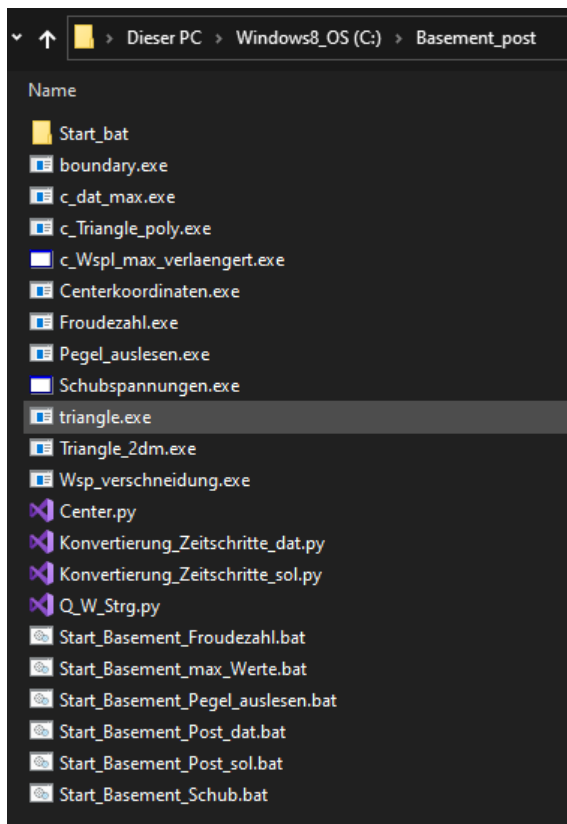 Dieser PC > Windows8_OS (C:) > Basement_post
Name
Start_bat
boundary.exe
c_dat_max.exe
c_Triangle_poly.exe
c_Wspl_max_verlaengert.exe
Centerkoordinaten.exe
Froudezahl.exe
Pegel_auslesen.exe
Schubspannungen.exe
triangle.exe
Triangle_2dm.exe
Wsp_verschneidung.exe
Center.py
Konvertierung_Zeitschritte_dat.py
Konvertierung_Zeitschritte_sol.py
Q_W_Strg.py
Start_Basement_Froudezahl.bat
Start_Basement_max_Werte.bat
Start_Basement_Pegel_auslesen.bat
Start_Basement_Post_dat.bat
Start_Basement_Post_sol.bat
Start_Basement_Schub.bat